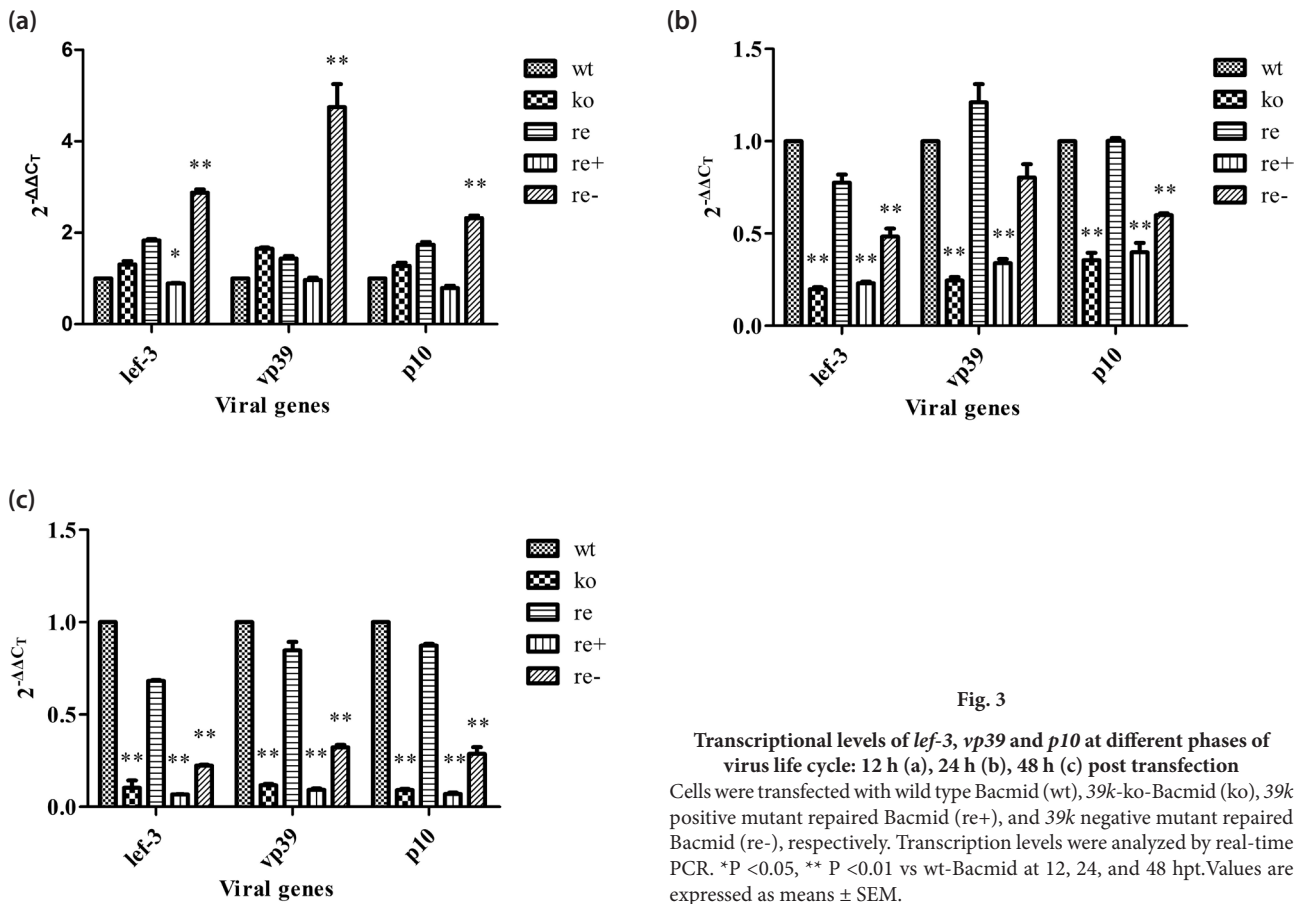 (a)
6
4
2
0
2^-ΔΔC_T
**
*
**
**
lef-3
vp39
p10
Viral genes
wt
ko
re
re+
re-
(b)
1.5
1.0
0.5
0.0
2^-ΔΔC_T
**
**
**
**
**
**
**
**
lef-3
vp39
p10
Viral genes
wt
ko
re
re+
re-
(c)
1.5
1.0
0.5
0.0
2^-ΔΔC_T
**
**
**
**
**
**
**
**
**
lef-3
vp39
p10
Viral genes
wt
ko
re
re+
re-
Fig. 3
Transcriptional levels of lef-3, vp39 and p10 at different phases of
virus life cycle: 12 h (a), 24 h (b), 48 h (c) post transfection
Cells were transfected with wild type Bacmid (wt), 39k-ko-Bacmid (ko), 39k
positive mutant repaired Bacmid (re+), and 39k negative mutant repaired
Bacmid (re-), respectively. Transcription levels were analyzed by real-time
PCR. *P <0.05, ** P <0.01 vs wt-Bacmid at 12, 24, and 48 hpt.Values are
expressed as means ± SEM.